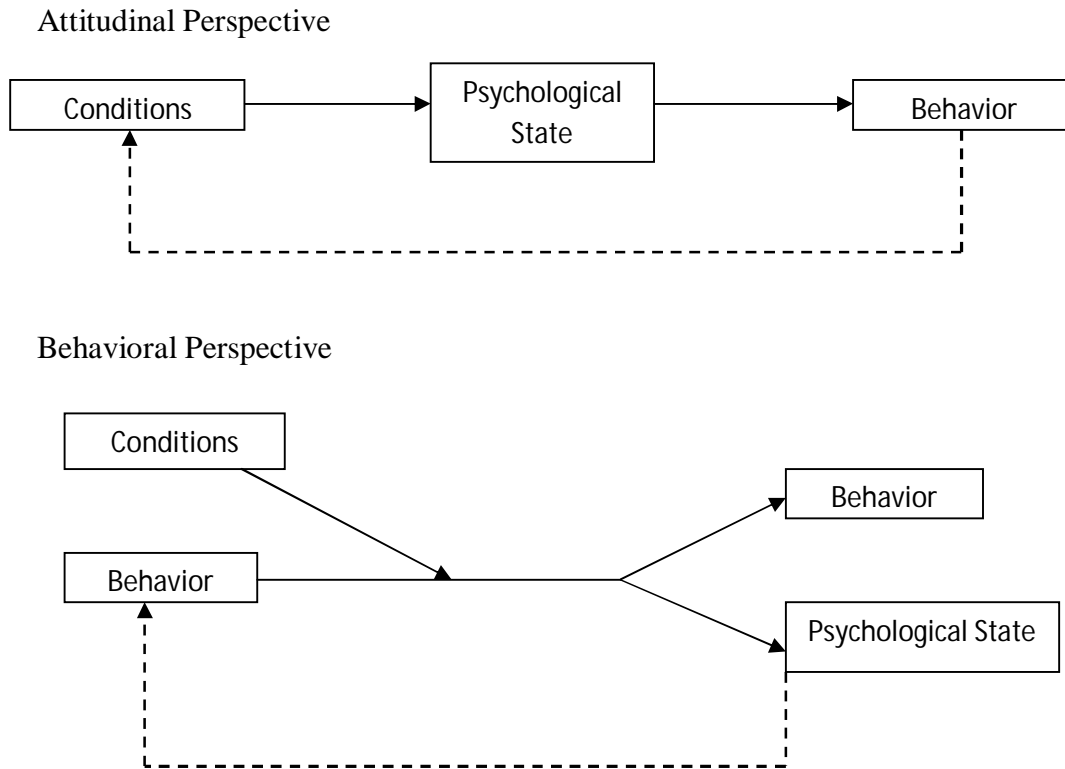 Attitudinal Perspective
Conditions
Psychological
State
Behavior
Behavioral Perspective
Conditions
Behavior
Behavior
Psychological State